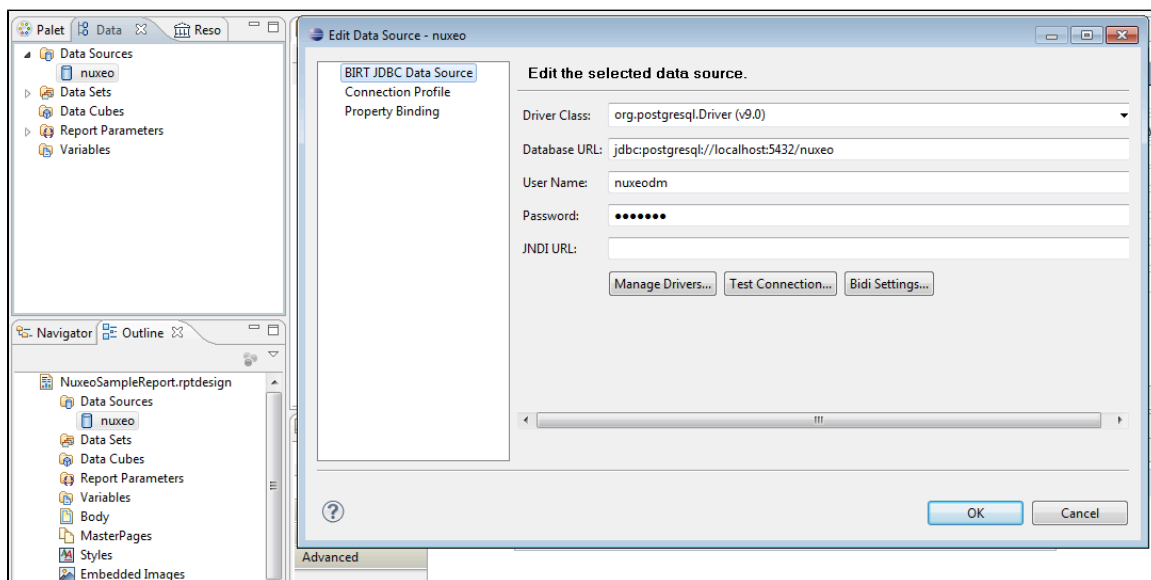 Palet
Data
Reso
Data Sources
nuxeo
Data Sets
Data Cubes
Report Parameters
Variables
Navigator
Outline
NuxeoSampleReport.rptdesign
Data Sources
nuxeo
Data Sets
Data Cubes
Report Parameters
Variables
Body
MasterPages
Styles
Embedded Images
Edit Data Source - nuxeo
BIRT JDBC Data Source
Connection Profile
Property Binding
Edit the selected data source.
Driver Class: org.postgresql.Driver (v9.0)
Database URL: jdbc:postgresql://localhost:5432/nuxeo
User Name: nuxeodm
Password: •••••••
JNDI URL:
Manage Drivers... Test Connection... Bidi Settings...
OK Cancel
Advanced